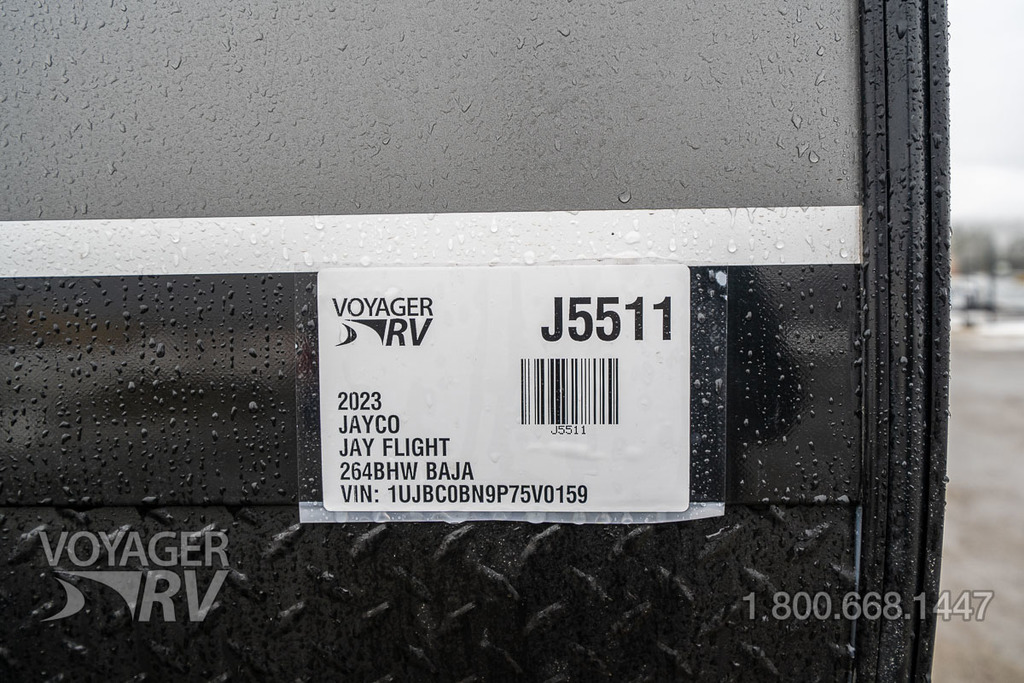 VOYAGER
RV
J5511
J5511
2023
JAYCO
JAY FLIGHT
264BHW BAJA
VIN: 1UJBC0BN9P75V0159
VOYAGER
RV
1.800.668.1447